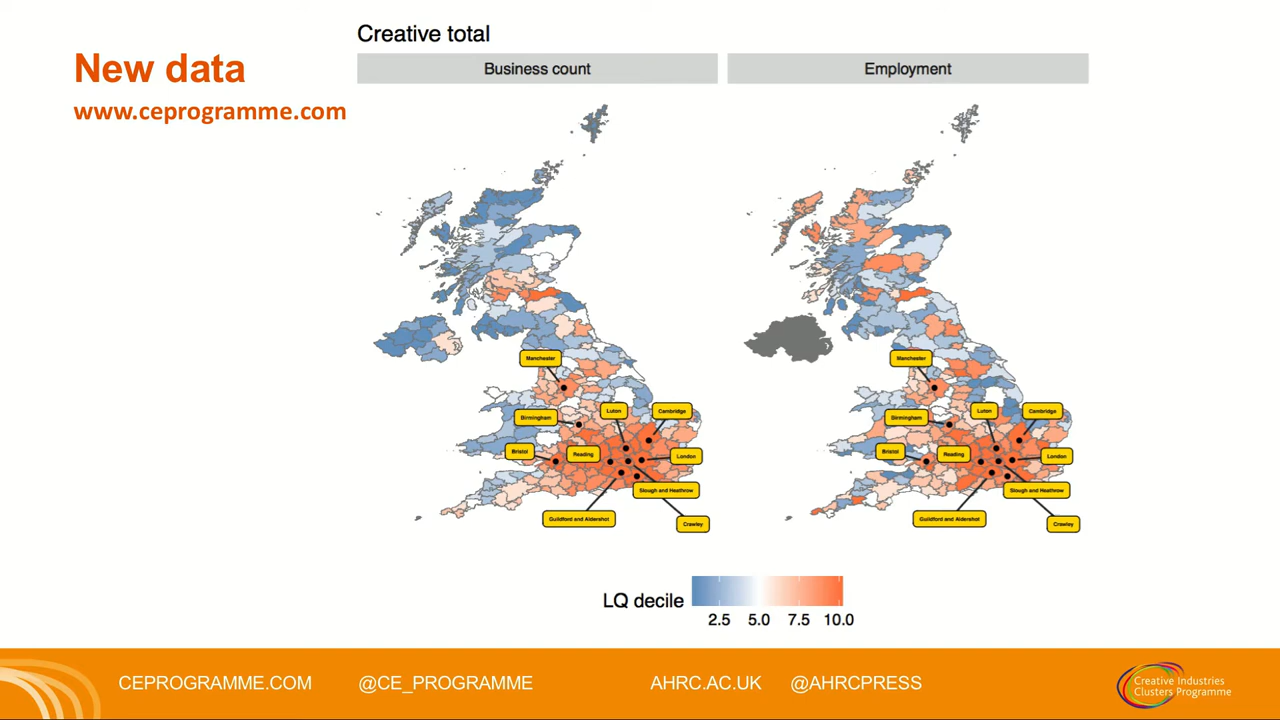 New data
www.ceprogramme.com
Creative total
Business count
Employment
Manchester
Birmingham
Luton
Cambridge
Bristol
Reading
London
Slough and Heathrow
Guildford and Aldershot
Crawley
Manchester
Birmingham
Luton
Cambridge
Bristol
Reading
London
Slough and Heathrow
Guildford and Aldershot
Crawley
LQ decile
2.5 5.0 7.5 10.0
CEPROGRAMME.COM @CE_PROGRAMME AHRC.AC.UK @AHRCPRESS
Creative Industries
Clusters Programme